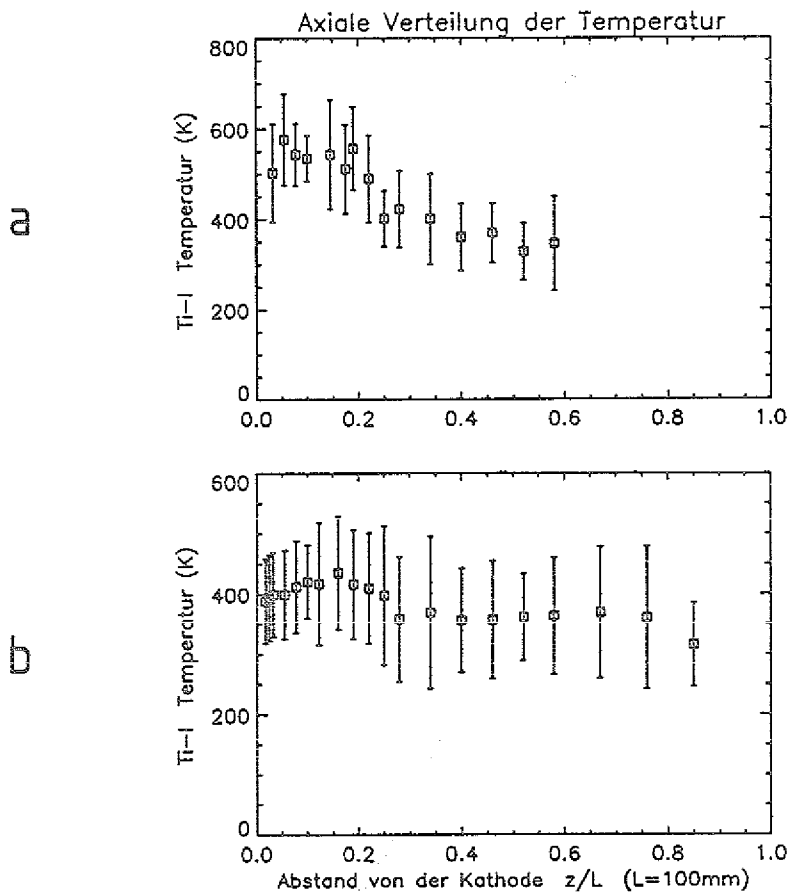 Axiale Verteilung der Temperatur
a
Ti-I Temperatur (K)
800
600
400
200
0
0.0 0.2 0.4 0.6 0.8 1.0
b
Ti-I Temperatur (K)
600
400
200
0
0.0 0.2 0.4 0.6 0.8 1.0
Abstand von der Kathode z/L (L=100mm)